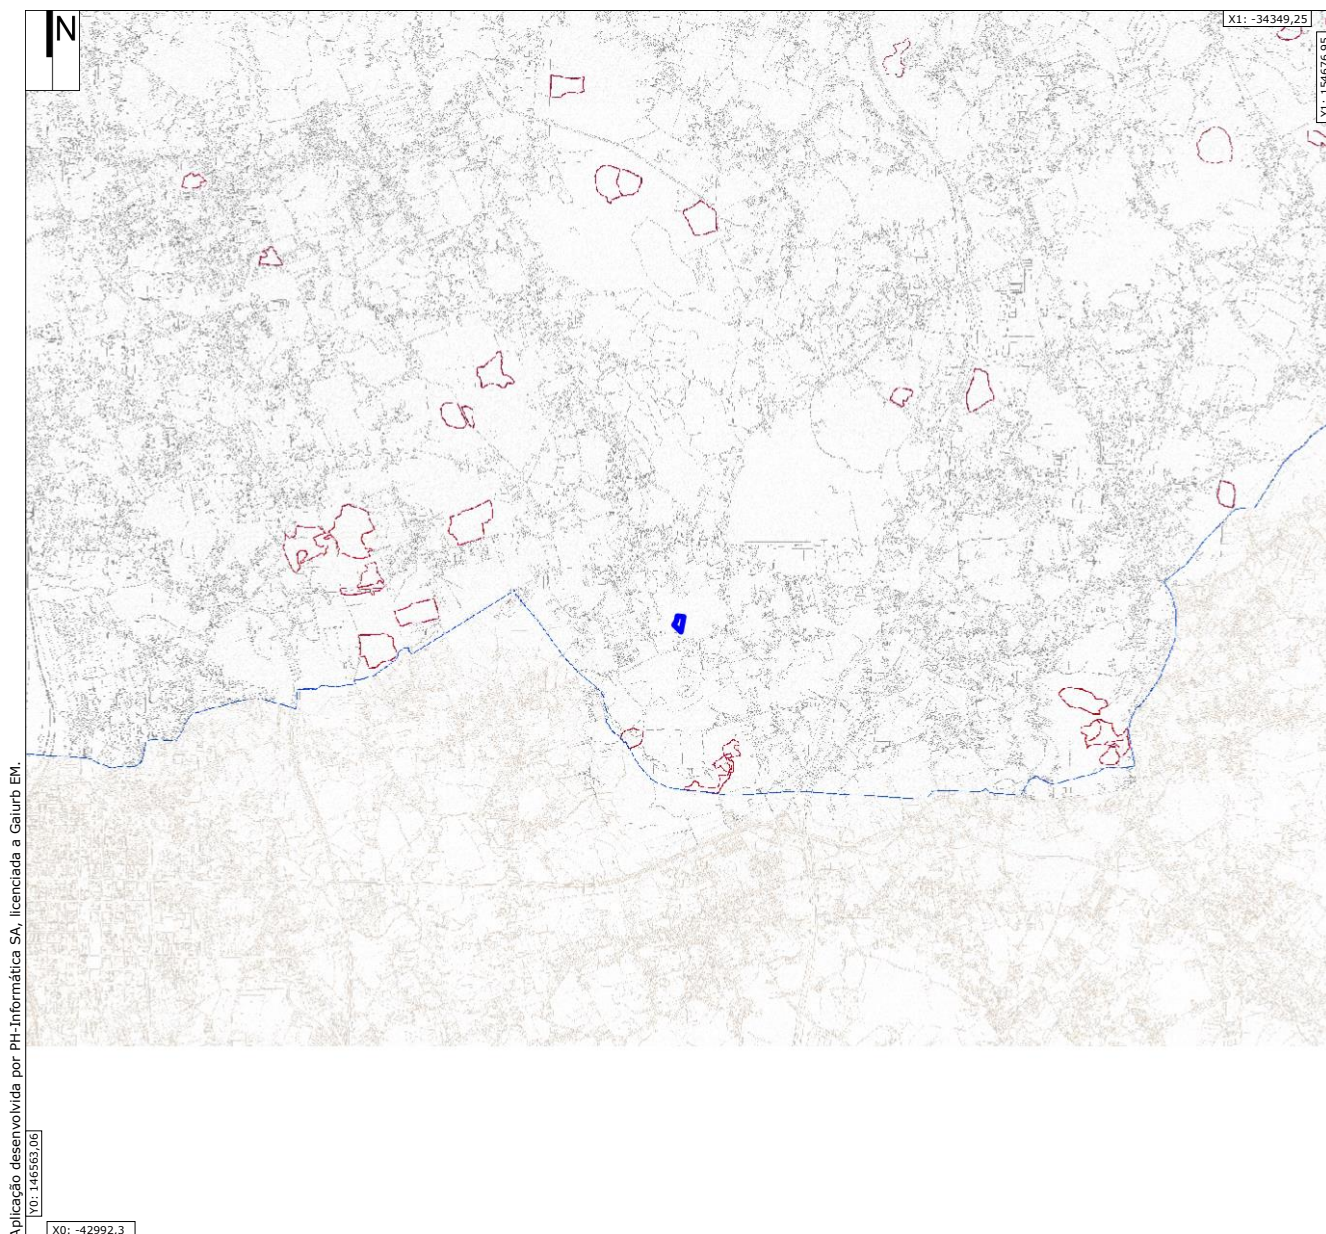 N
X1: -34349,25
Y1: 154676,95
Aplicação desenvolvida por PH-Informática SA, licenciada a Gaiurb EM.
Y0: 146563,06
X0: -42992,3